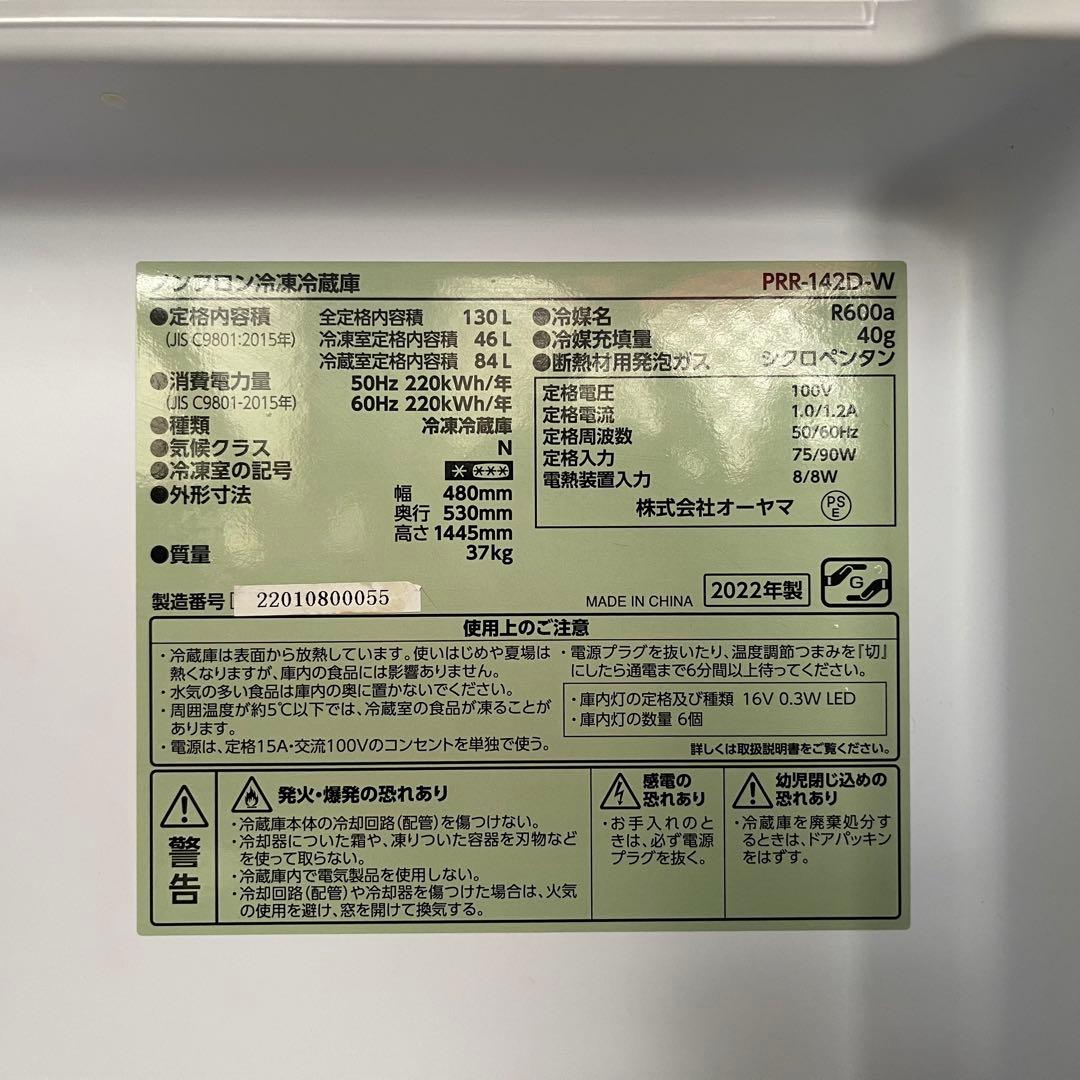 ノンフロン冷凍冷蔵庫 PRR-142D-W
●定格内容積 全定格内容積 130L
(JIS C9801:2015年) 冷凍室定格内容積 46L
冷蔵室定格内容積 84L
●消費電力量 50Hz 220kWh/年
(JIS C9801-2015年) 60Hz 220kWh/年
●種類 冷凍冷蔵庫
●気候クラス N
●冷凍室の記号 * ***
●外形寸法 幅 480mm
奥行 530mm
高さ 1445mm
●質量 37kg
●冷媒名 R600a
●冷媒充填量 40g
●断熱材用発泡ガス シクロペンタン
定格電圧 100V
定格電流 1.0/1.2A
定格周波数 50/60Hz
定格入力 75/90W
電熱装置入力 8/8W
株式会社オーヤマ PSE
製造番号 22010800055
MADE IN CHINA 2022年製 G
使用上のご注意
・冷蔵庫は表面から放熱しています。使いはじめや夏場は
熱くなりますが、庫内の食品には影響ありません。
・水気の多い食品は庫内の奥に置かないでください。
・周囲温度が約5℃以下では、冷蔵室の食品が凍ることが
あります。
・電源は、定格15A・交流100Vのコンセントを単独で使う。
・電源プラグを抜いたり、温度調節つまみを『切』
にしたら通電まで6分間以上待ってください。
・庫内灯の定格及び種類 16V 0.3W LED
・庫内灯の数量 6個
詳しくは取扱説明書をご覧ください。
警告
発火・爆発の恐れあり
・冷蔵庫本体の冷却回路(配管)を傷つけない。
・冷却器についた霜や、凍りついた容器を刃物など
を使って取らない。
・冷蔵庫内で電気製品を使用しない。
・冷却回路(配管)や冷却器を傷つけた場合は、火気
の使用を避け、窓を開けて換気する。
感電の
恐れあり
・お手入れのと
きは、必ず電源
プラグを抜く。
幼児閉じ込めの
恐れあり
・冷蔵庫を廃棄処分す
るときは、ドアパッキン
をはずす。